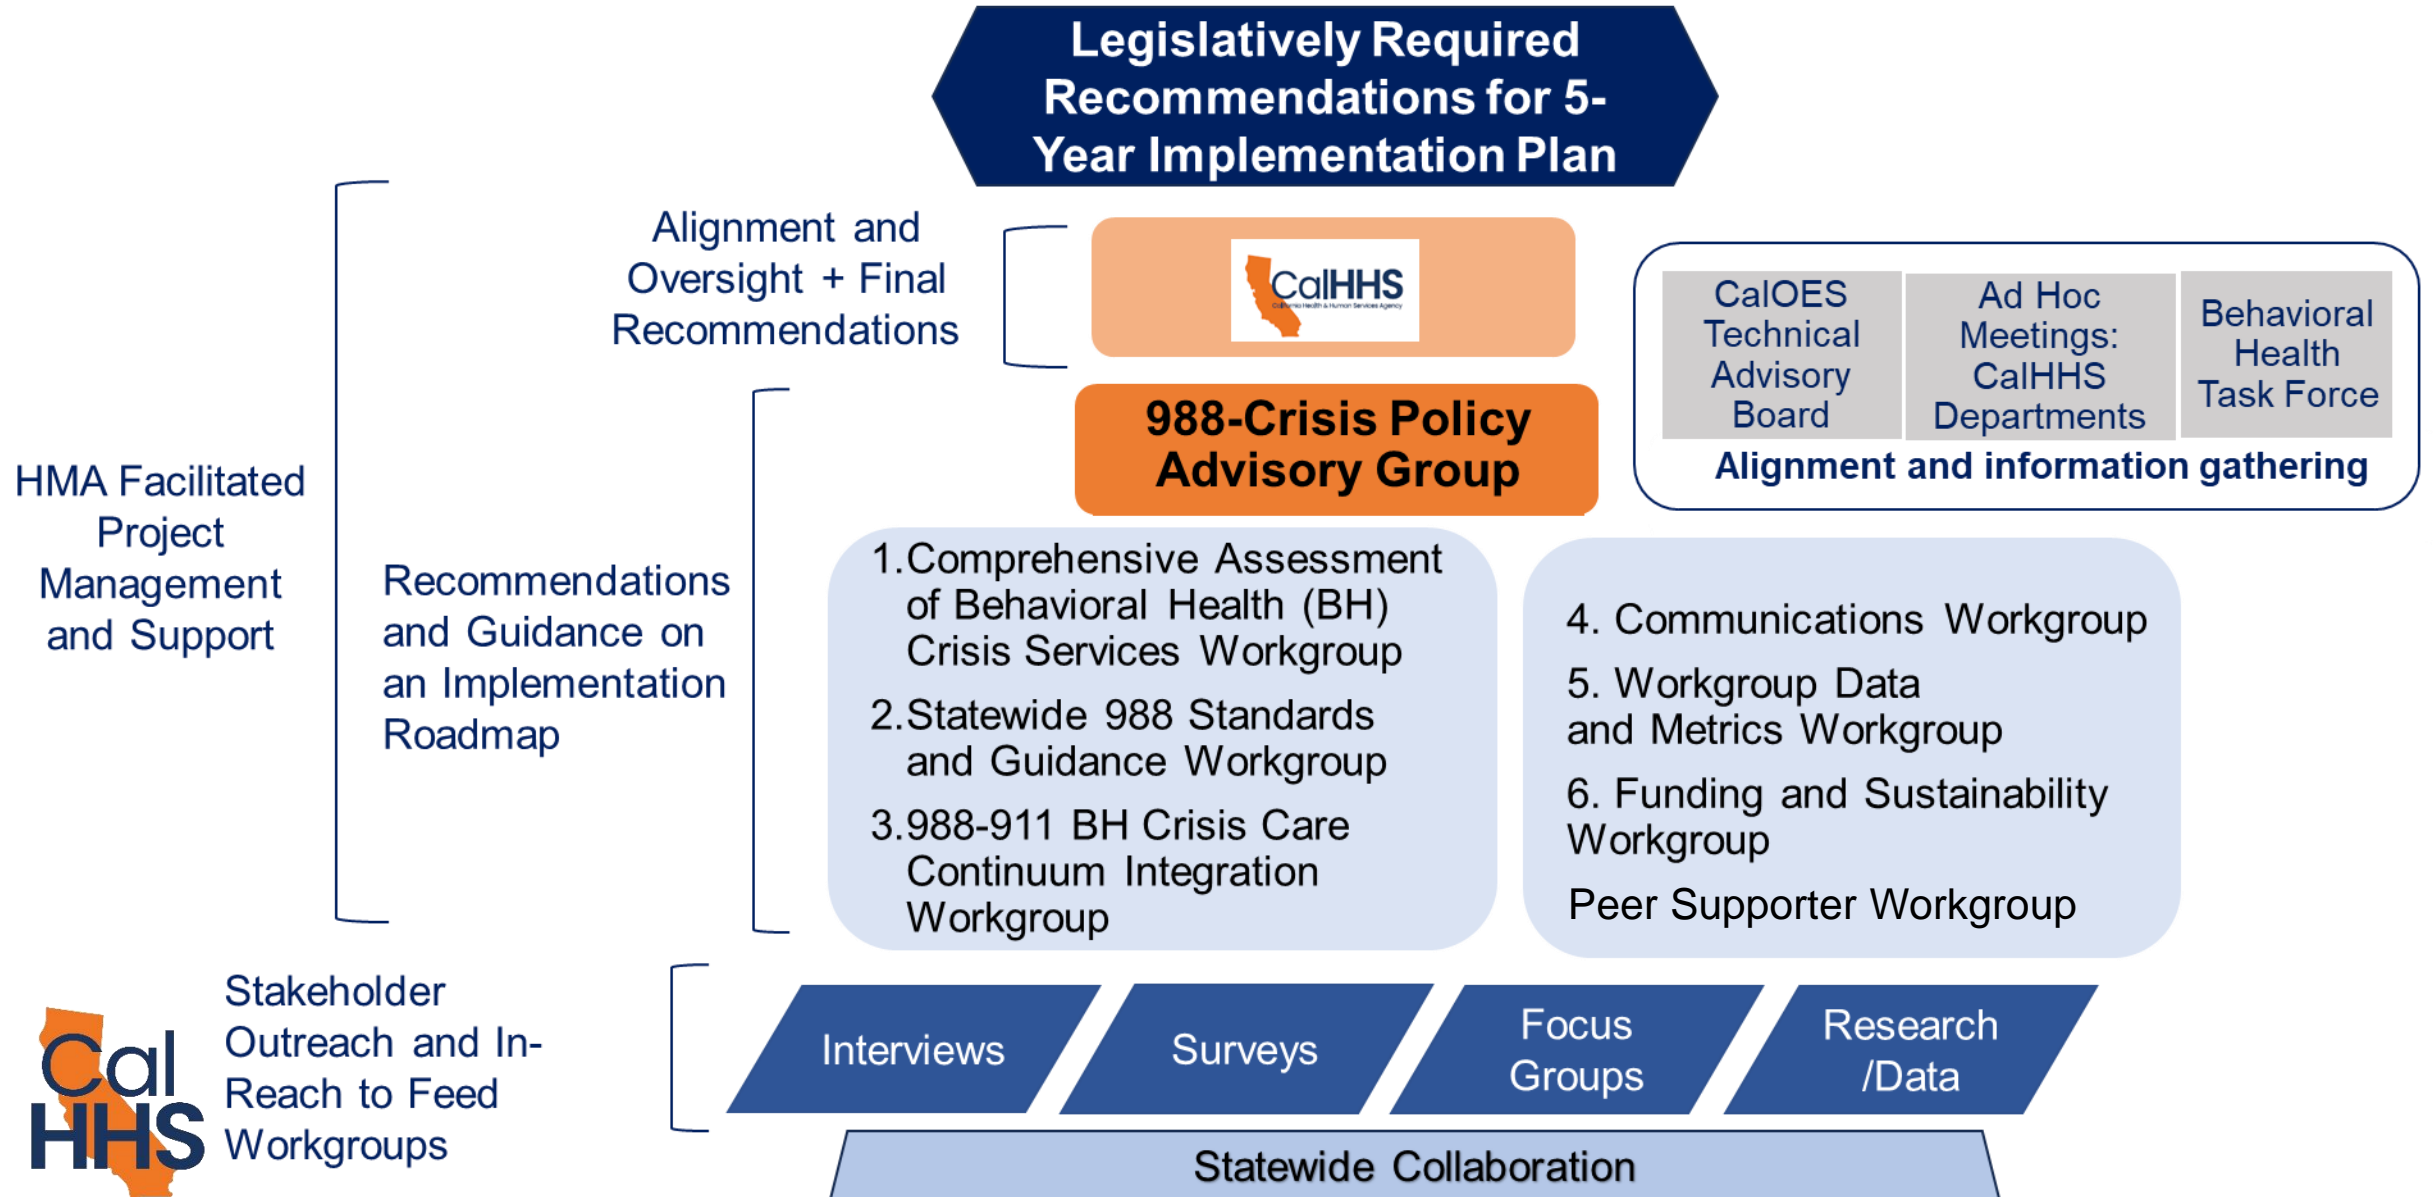 Legislatively Required
Recommendations for 5-
Year Implementation Plan
Alignment and
Oversight + Final
Recommendations
CalHHS
California Health & Human Services Agency
CalOES
Technical
Advisory
Board
Ad Hoc
Meetings:
CalHHS
Departments
Behavioral
Health
Task Force
Alignment and information gathering
988-Crisis Policy
Advisory Group
HMA Facilitated
Project
Management
and Support
Recommendations
and Guidance on
an Implementation
Roadmap
1.Comprehensive Assessment
of Behavioral Health (BH)
Crisis Services Workgroup
2.Statewide 988 Standards
and Guidance Workgroup
3.988-911 BH Crisis Care
Continuum Integration
Workgroup
4. Communications Workgroup
5. Workgroup Data
and Metrics Workgroup
6. Funding and Sustainability
Workgroup
Peer Supporter Workgroup
Stakeholder
Outreach and In-
Reach to Feed
Workgroups
Interviews
Surveys
Focus
Groups
Research
/Data
Statewide Collaboration
Cal
HHS